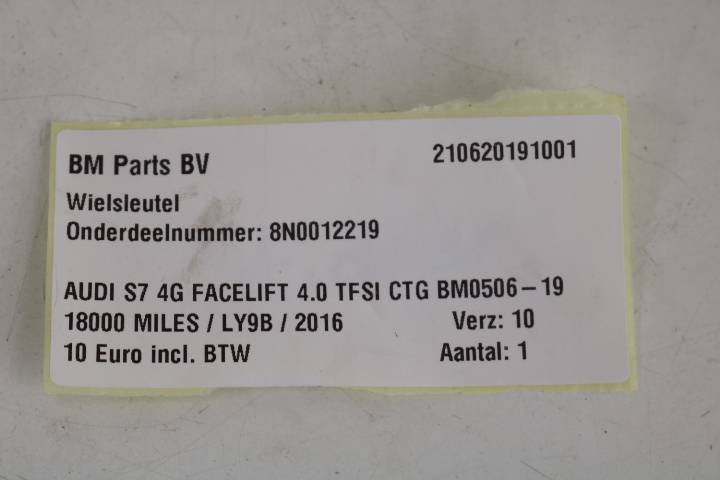 BM Parts BV 210620191001
Wielsleutel
Onderdeelnummer: 8N0012219
AUDI S7 4G FACELIFT 4.0 TFSI CTG BM0506-19
18000 MILES / LY9B / 2016 Verz: 10
10 Euro incl. BTW Aantal: 1